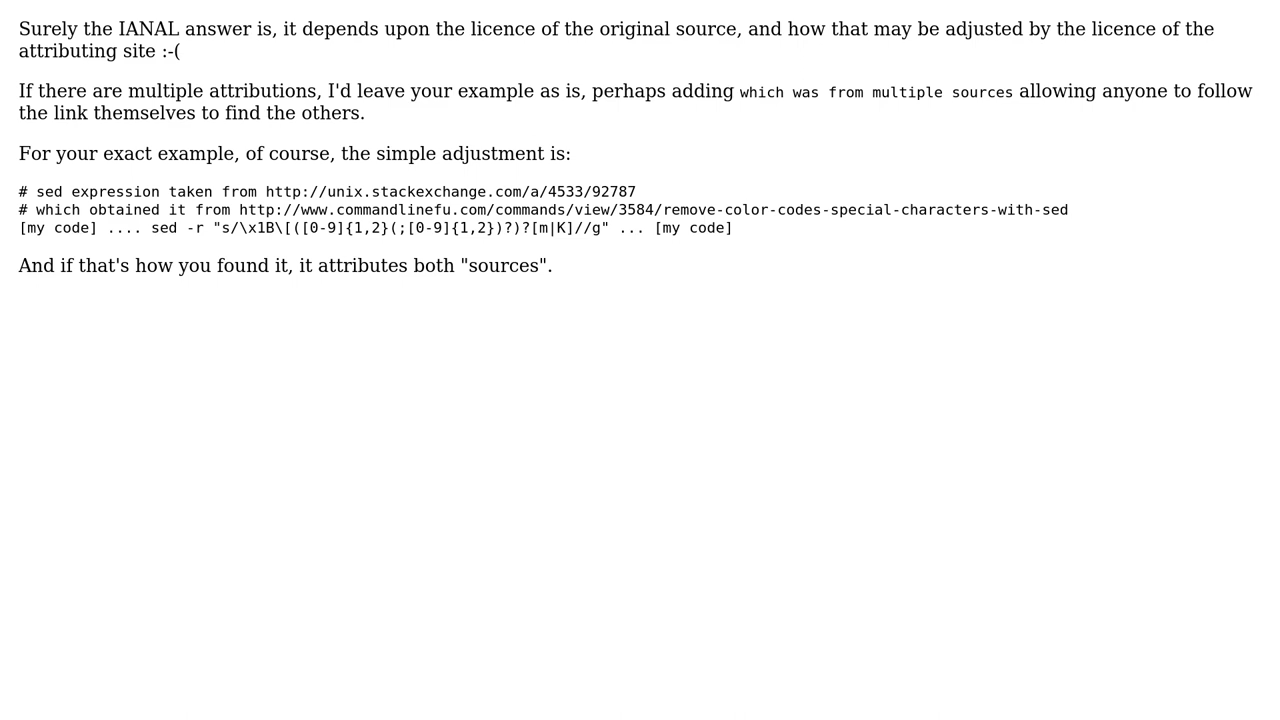 Surely the IANAL answer is, it depends upon the licence of the original source, and how that may be adjusted by the licence of the
attributing site :-(
If there are multiple attributions, I'd leave your example as is, perhaps adding which was from multiple sources allowing anyone to follow
the link themselves to find the others.
For your exact example, of course, the simple adjustment is:
# sed expression taken from http://unix.stackexchange.com/a/4533/92787
# which obtained it from http://www.commandlinefu.com/commands/view/3584/remove-color-codes-special-characters-with-sed
[my code] .... sed -r "s/\x1B\[([0-9]{1,2}(;[0-9]{1,2})?)?[m|K]//g" ... [my code]
And if that's how you found it, it attributes both "sources".